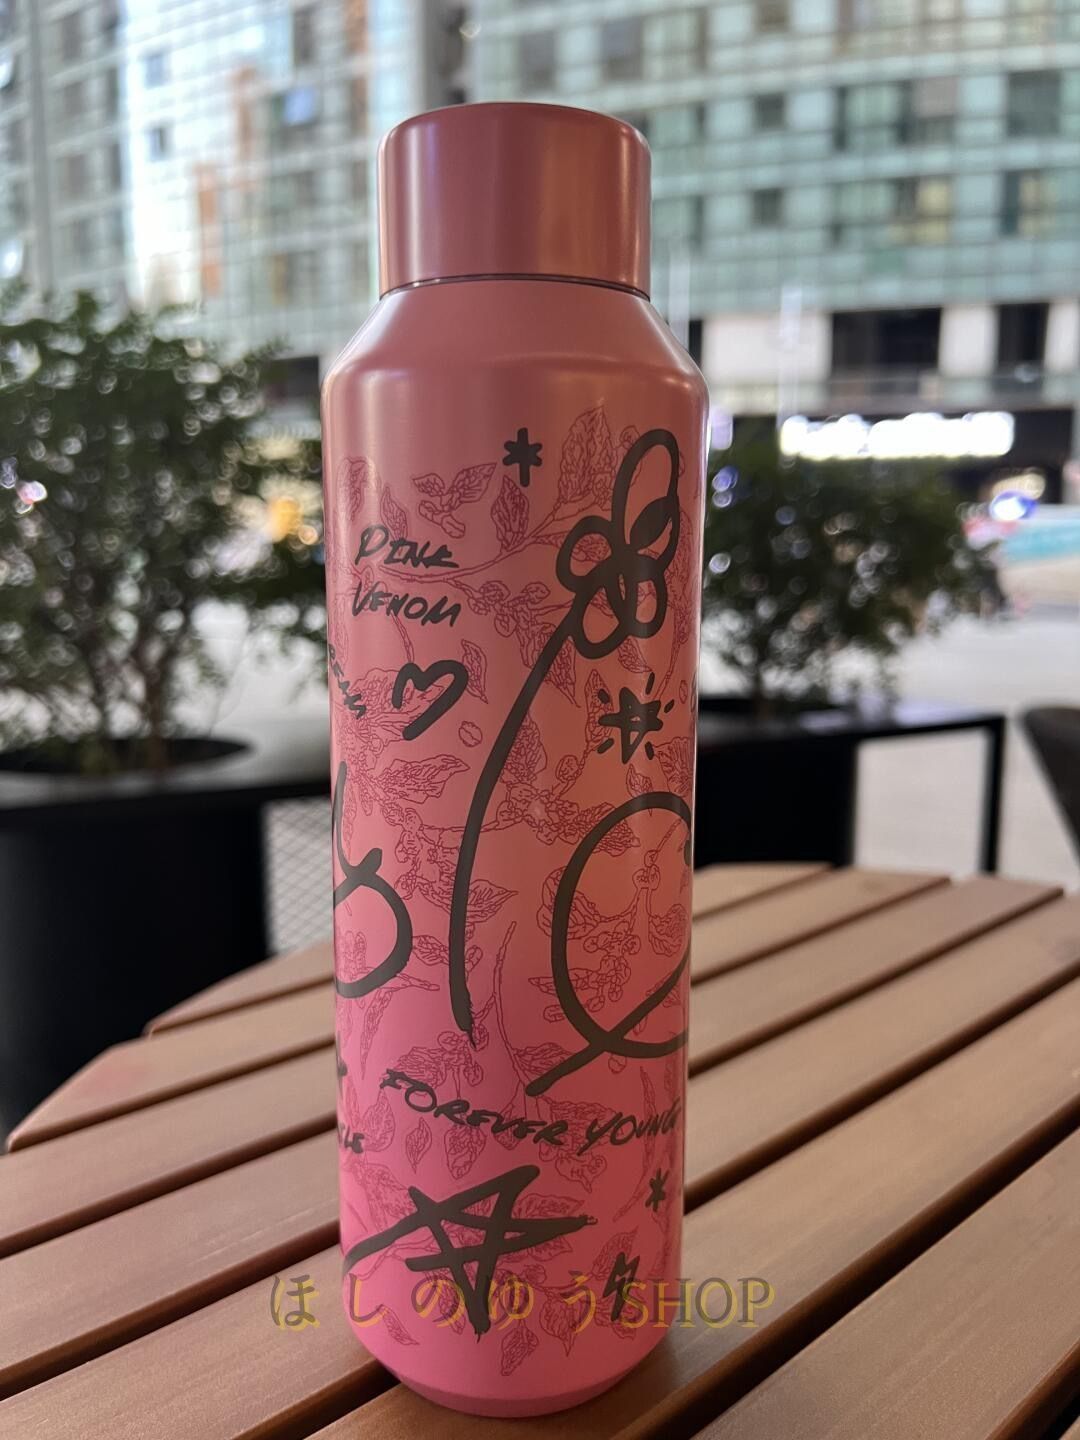 PINK
VENOM
FOREVER YOUNG
ほしのゆうSHOP